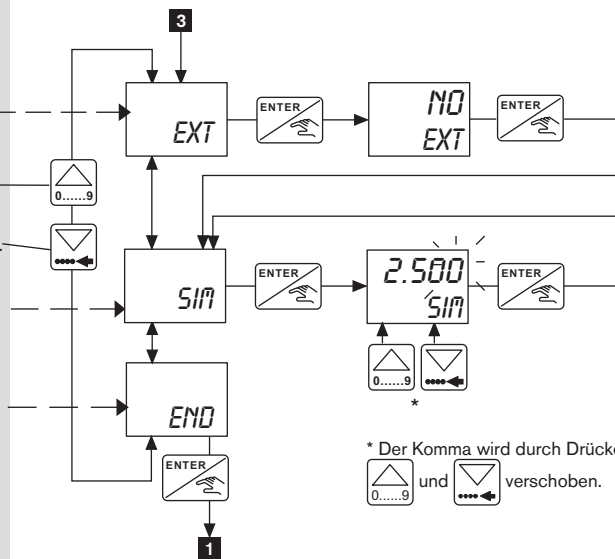 3
EXT
ENTER
NO
EXT
ENTER
0......9
SIM
ENTER
2.500
SIM
ENTER
0......9
*
END
ENTER
* Der Komma wird durch Drücke
0......9 und verschoben.
1